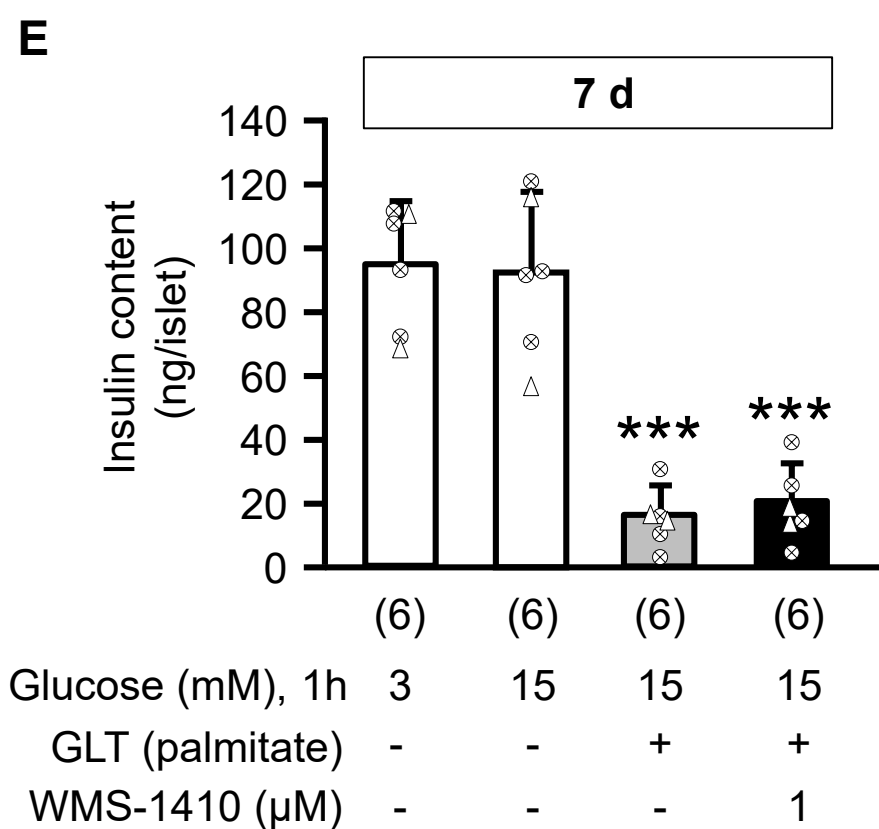 E
7 d
Insulin content
(ng/islet)
140
120
100
80
60
40
20
0
*** ***
(6) (6) (6) (6)
Glucose (mM), 1h 3 15 15 15
GLT (palmitate) - - + +
WMS-1410 (μM) - - - 1